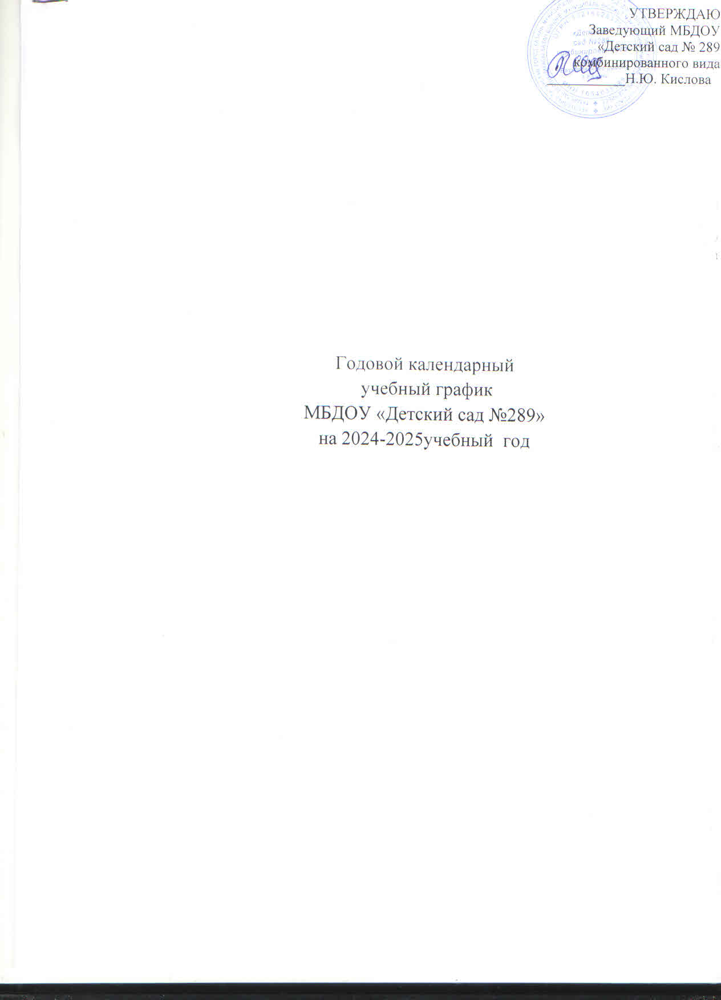 УТВЕРЖДАЮ
Заведующий МБДОУ
«Детский сад № 289
комбинированного вида
Н.Ю. Кислова
Годовой календарный
учебный график
МБДОУ «Детский сад №289»
на 2024-2025учебный  год